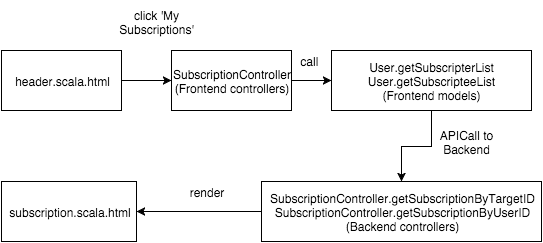 click 'My
Subscriptions'
header.scala.html
SubscriptionController
(Frontend controllers)
call
User.getSubscripterList
User.getSubscripteeList
(Frontend models)
APICall to
Backend
SubscriptionController.getSubscriptionByTargetID
SubscriptionController.getSubscriptionByUserID
(Backend controllers)
render
subscription.scala.html